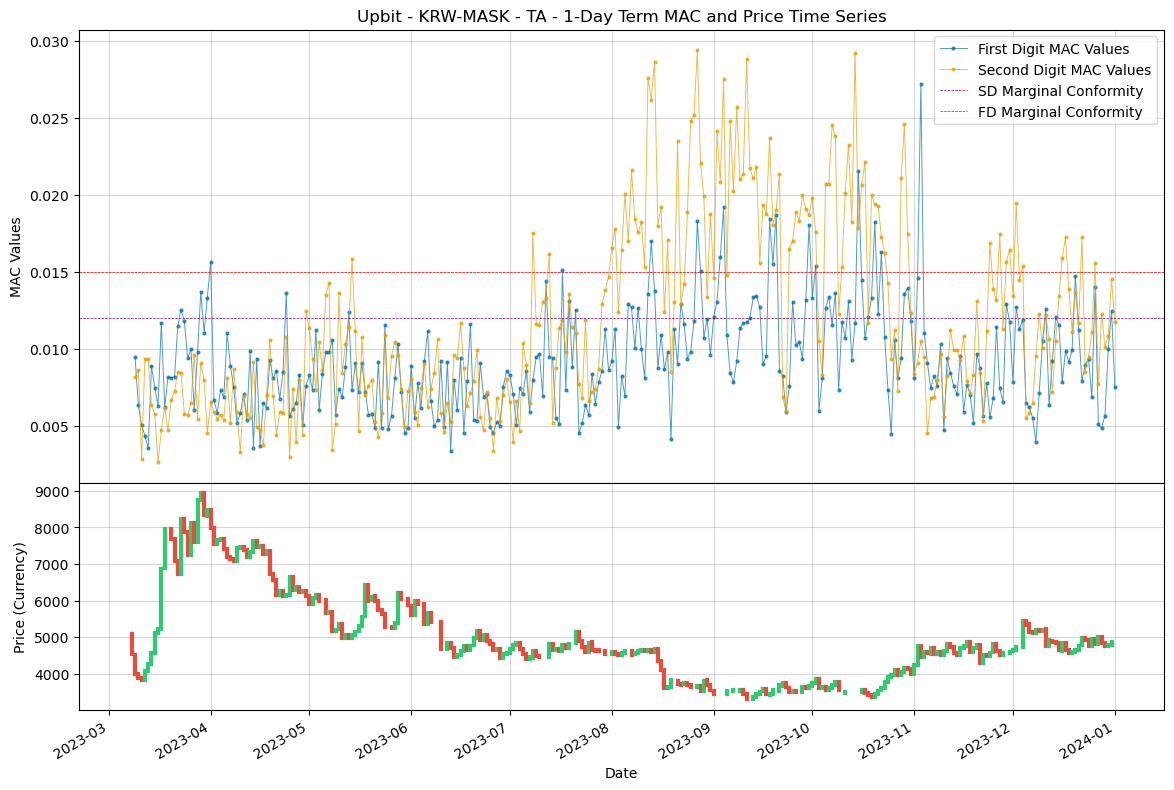 Upbit - KRW-MASK - TA - 1-Day Term MAC and Price Time Series
First Digit MAC Values
Second Digit MAC Values
SD Marginal Conformity
FD Marginal Conformity
MAC Values
0.030
0.025
0.020
0.015
0.010
0.005
Price (Currency)
9000
8000
7000
6000
5000
4000
2023-03
2023-04
2023-05
2023-06
2023-07
2023-08
2023-09
2023-10
2023-11
2023-12
2024-01
Date